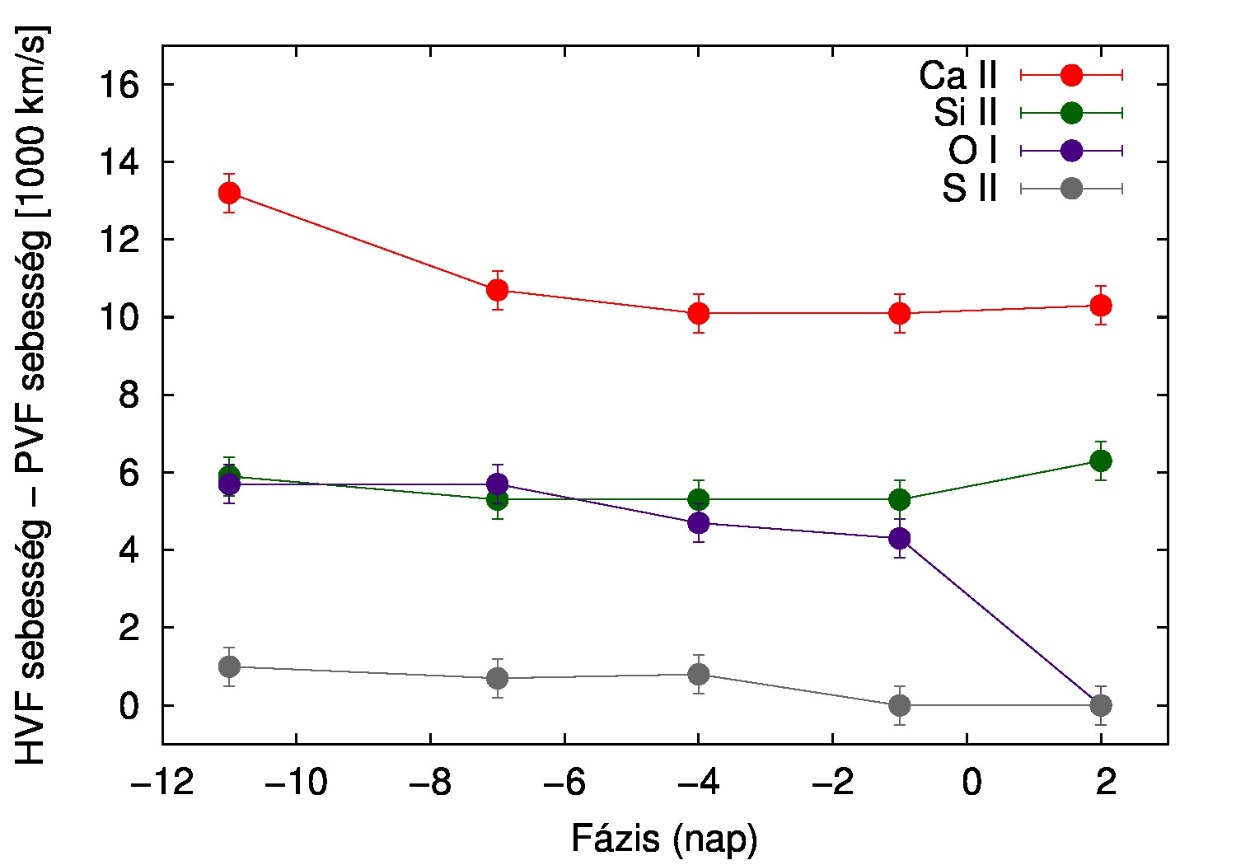 HVF sebesség – PVF sebesség [1000 km/s]
16
14
12
10
8
6
4
2
0
Ca II
Si II
O I
S II
−12 −10 −8 −6 −4 −2 0 2
Fázis (nap)